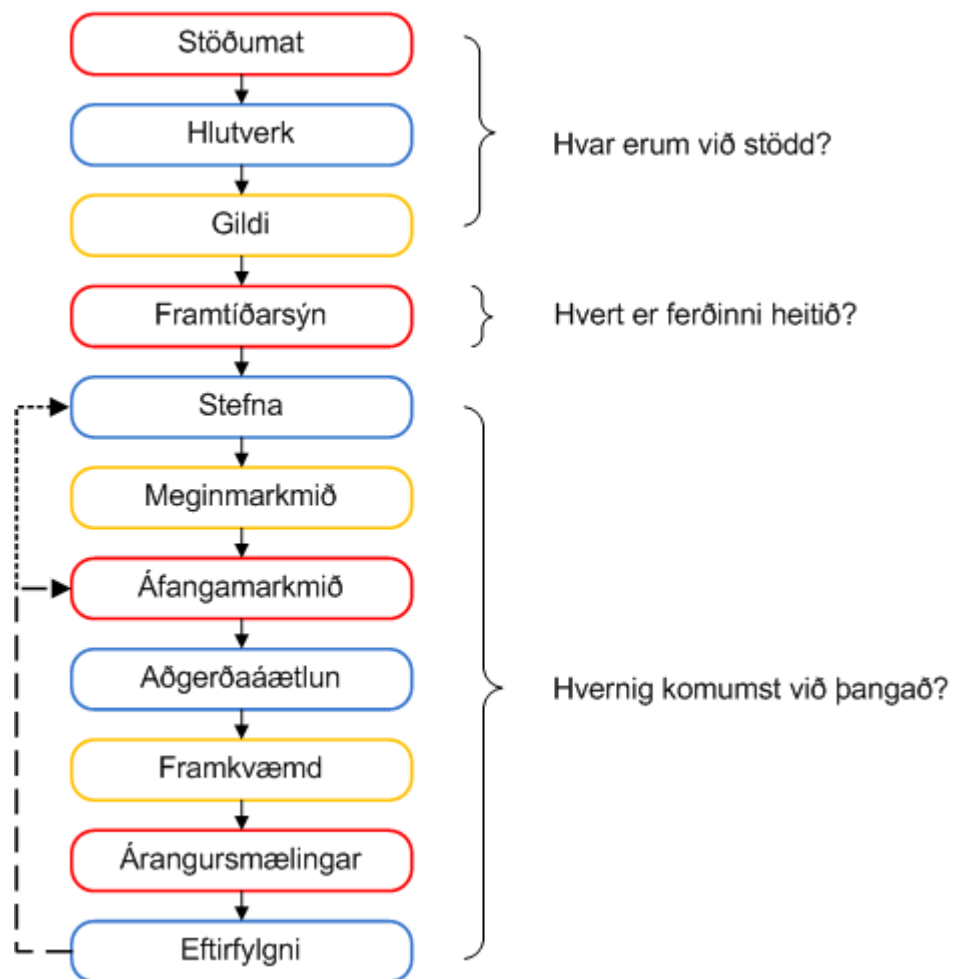 Stöðumat
Hlutverk
Hvar erum við stödd?
Gildi
Framtíðarsýn
Hvert er ferðinni heitið?
Stefna
Meginmarkmið
Áfangamarkmið
Aðgerðaáætlun
Hvernig komumst við þangað?
Framkvæmd
Árangursmælingar
Eftirfylgni